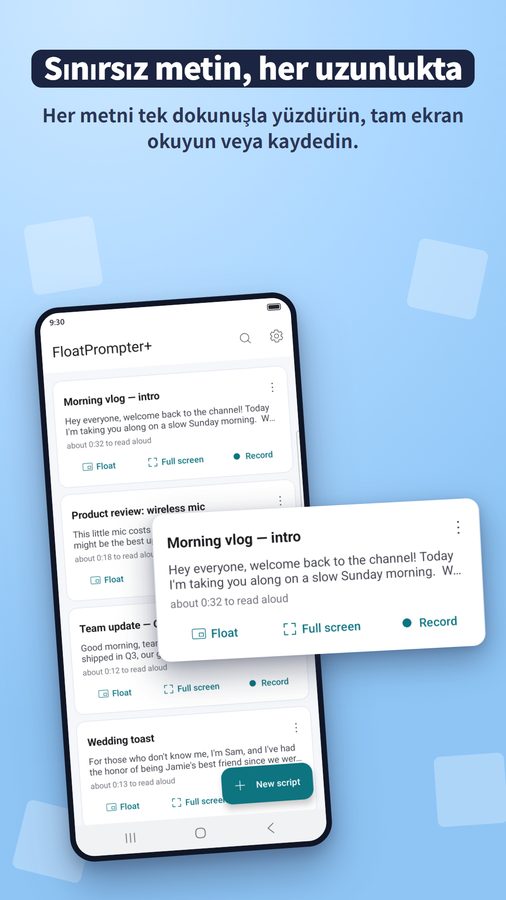 Sınırsız metin, her uzunlukta
Her metni tek dokunuşla yüzdürün, tam ekran
okuyun veya kaydedin.
9:30
FloatPrompter+
Morning vlog — intro
Hey everyone, welcome back to the channel! Today
I'm taking you along on a slow Sunday morning. W…
about 0:32 to read aloud
Float
Full screen
Record
Product review: wireless mic
This little mic costs
might be the best u
about 0:18 to read alou
Float
Morning vlog — intro
Hey everyone, welcome back to the channel! Today
I'm taking you along on a slow Sunday morning. W…
about 0:32 to read aloud
Float
Full screen
Record
Team update —
Good morning, tear
shipped in Q3, our g
about 0:12 to read aloud
Float
Full screen
Record
Wedding toast
For those who don't know me, I'm Sam, and I've had
the honor of being Jamie's best friend since we wer…
about 0:13 to read aloud
Float
Full screen
New script